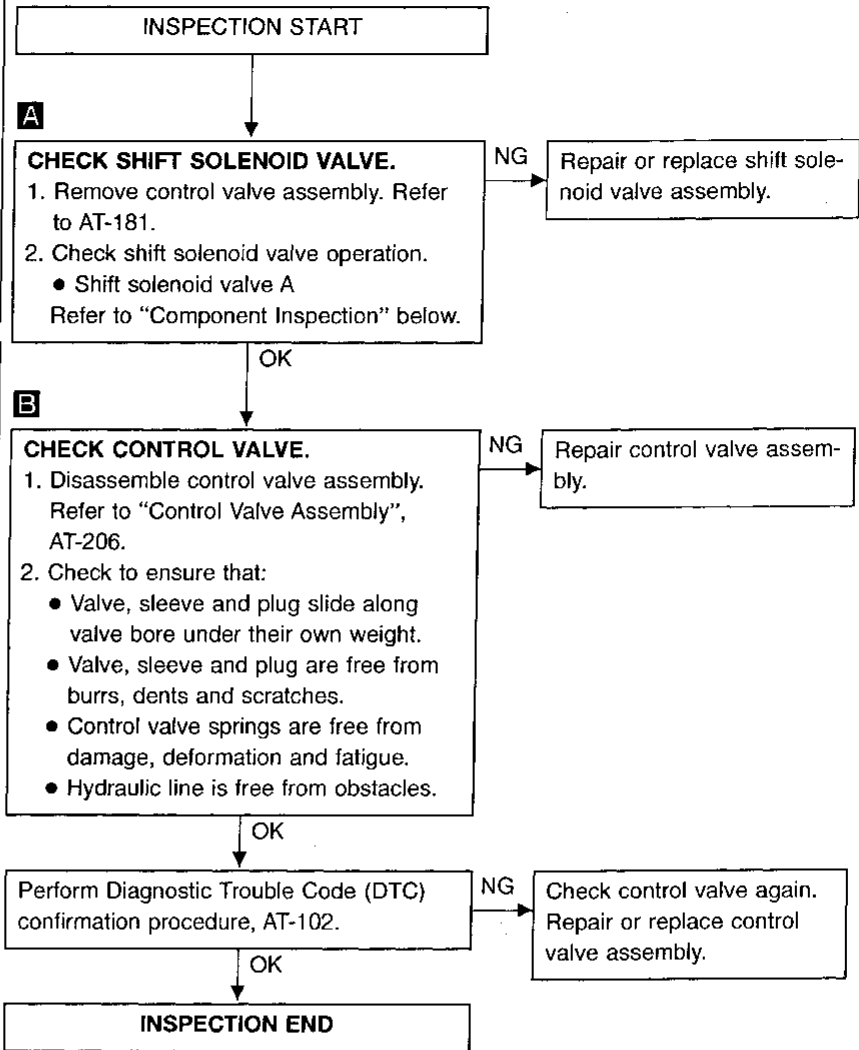 INSPECTION START
A
CHECK SHIFT SOLENOID VALVE.
1. Remove control valve assembly. Refer
to AT-181.
2. Check shift solenoid valve operation.
● Shift solenoid valve A
Refer to “Component Inspection” below.
NG
Repair or replace shift sole-
noid valve assembly.
OK
B
CHECK CONTROL VALVE.
1. Disassemble control valve assembly.
Refer to “Control Valve Assembly”,
AT-206.
2. Check to ensure that:
● Valve, sleeve and plug slide along
valve bore under their own weight.
● Valve, sleeve and plug are free from
burrs, dents and scratches.
● Control valve springs are free from
damage, deformation and fatigue.
● Hydraulic line is free from obstacles.
NG
Repair control valve assem-
bly.
OK
Perform Diagnostic Trouble Code (DTC)
confirmation procedure, AT-102.
NG
Check control valve again.
Repair or replace control
valve assembly.
OK
INSPECTION END